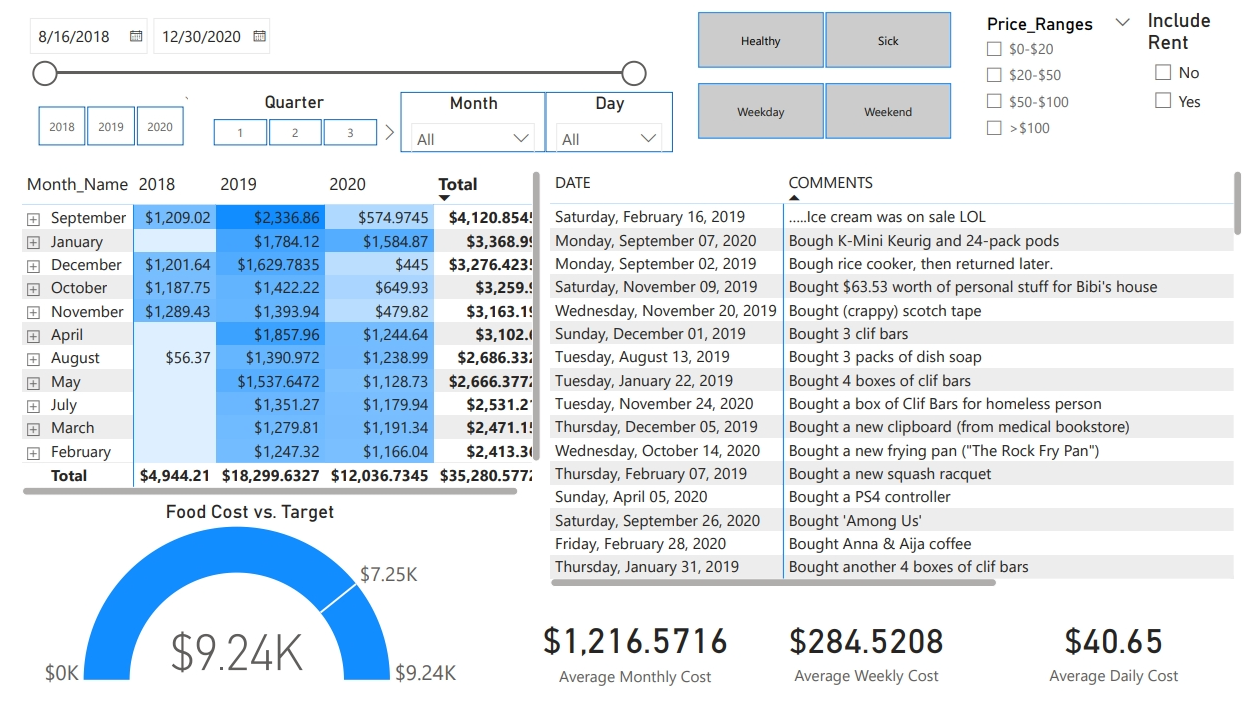 8/16/2018 12/30/2020
2018 2019 2020
Quarter
1 2 3
Month
All
Day
All
Healthy Sick
Weekday Weekend
Price_Ranges
$0-$20
$20-$50
$50-$100
>$100
Include
Rent
No
Yes
Month_Name 2018 2019 2020 Total
September $1,209.02 $2,336.86 $574.9745 $4,120.8545
January $1,784.12 $1,584.87 $3,368.99
December $1,201.64 $1,629.7835 $445 $3,276.4235
October $1,187.75 $1,422.22 $649.93 $3,259.9
November $1,289.43 $1,393.94 $479.82 $3,163.19
April $1,857.96 $1,244.64 $3,102.6
August $56.37 $1,390.972 $1,238.99 $2,686.332
May $1,537.6472 $1,128.73 $2,666.3772
July $1,351.27 $1,179.94 $2,531.21
March $1,279.81 $1,191.34 $2,471.15
February $1,247.32 $1,166.04 $2,413.36
Total $4,944.21 $18,299.6327 $12,036.7345 $35,280.5772
DATE COMMENTS
Saturday, February 16, 2019 .....Ice cream was on sale LOL
Monday, September 07, 2020 Bough K-Mini Keurig and 24-pack pods
Monday, September 02, 2019 Bough rice cooker, then returned later.
Saturday, November 09, 2019 Bought $63.53 worth of personal stuff for Bibi's house
Wednesday, November 20, 2019 Bought (crappy) scotch tape
Sunday, December 01, 2019 Bought 3 clif bars
Tuesday, August 13, 2019 Bought 3 packs of dish soap
Tuesday, January 22, 2019 Bought 4 boxes of clif bars
Tuesday, November 24, 2020 Bought a box of Clif Bars for homeless person
Thursday, December 05, 2019 Bought a new clipboard (from medical bookstore)
Wednesday, October 14, 2020 Bought a new frying pan ("The Rock Fry Pan")
Thursday, February 07, 2019 Bought a new squash racquet
Sunday, April 05, 2020 Bought a PS4 controller
Saturday, September 26, 2020 Bought 'Among Us'
Friday, February 28, 2020 Bought Anna & Aija coffee
Thursday, January 31, 2019 Bought another 4 boxes of clif bars
Food Cost vs. Target
$7.25K
$9.24K
$0K $9.24K
$1,216.5716
Average Monthly Cost
$284.5208
Average Weekly Cost
$40.65
Average Daily Cost